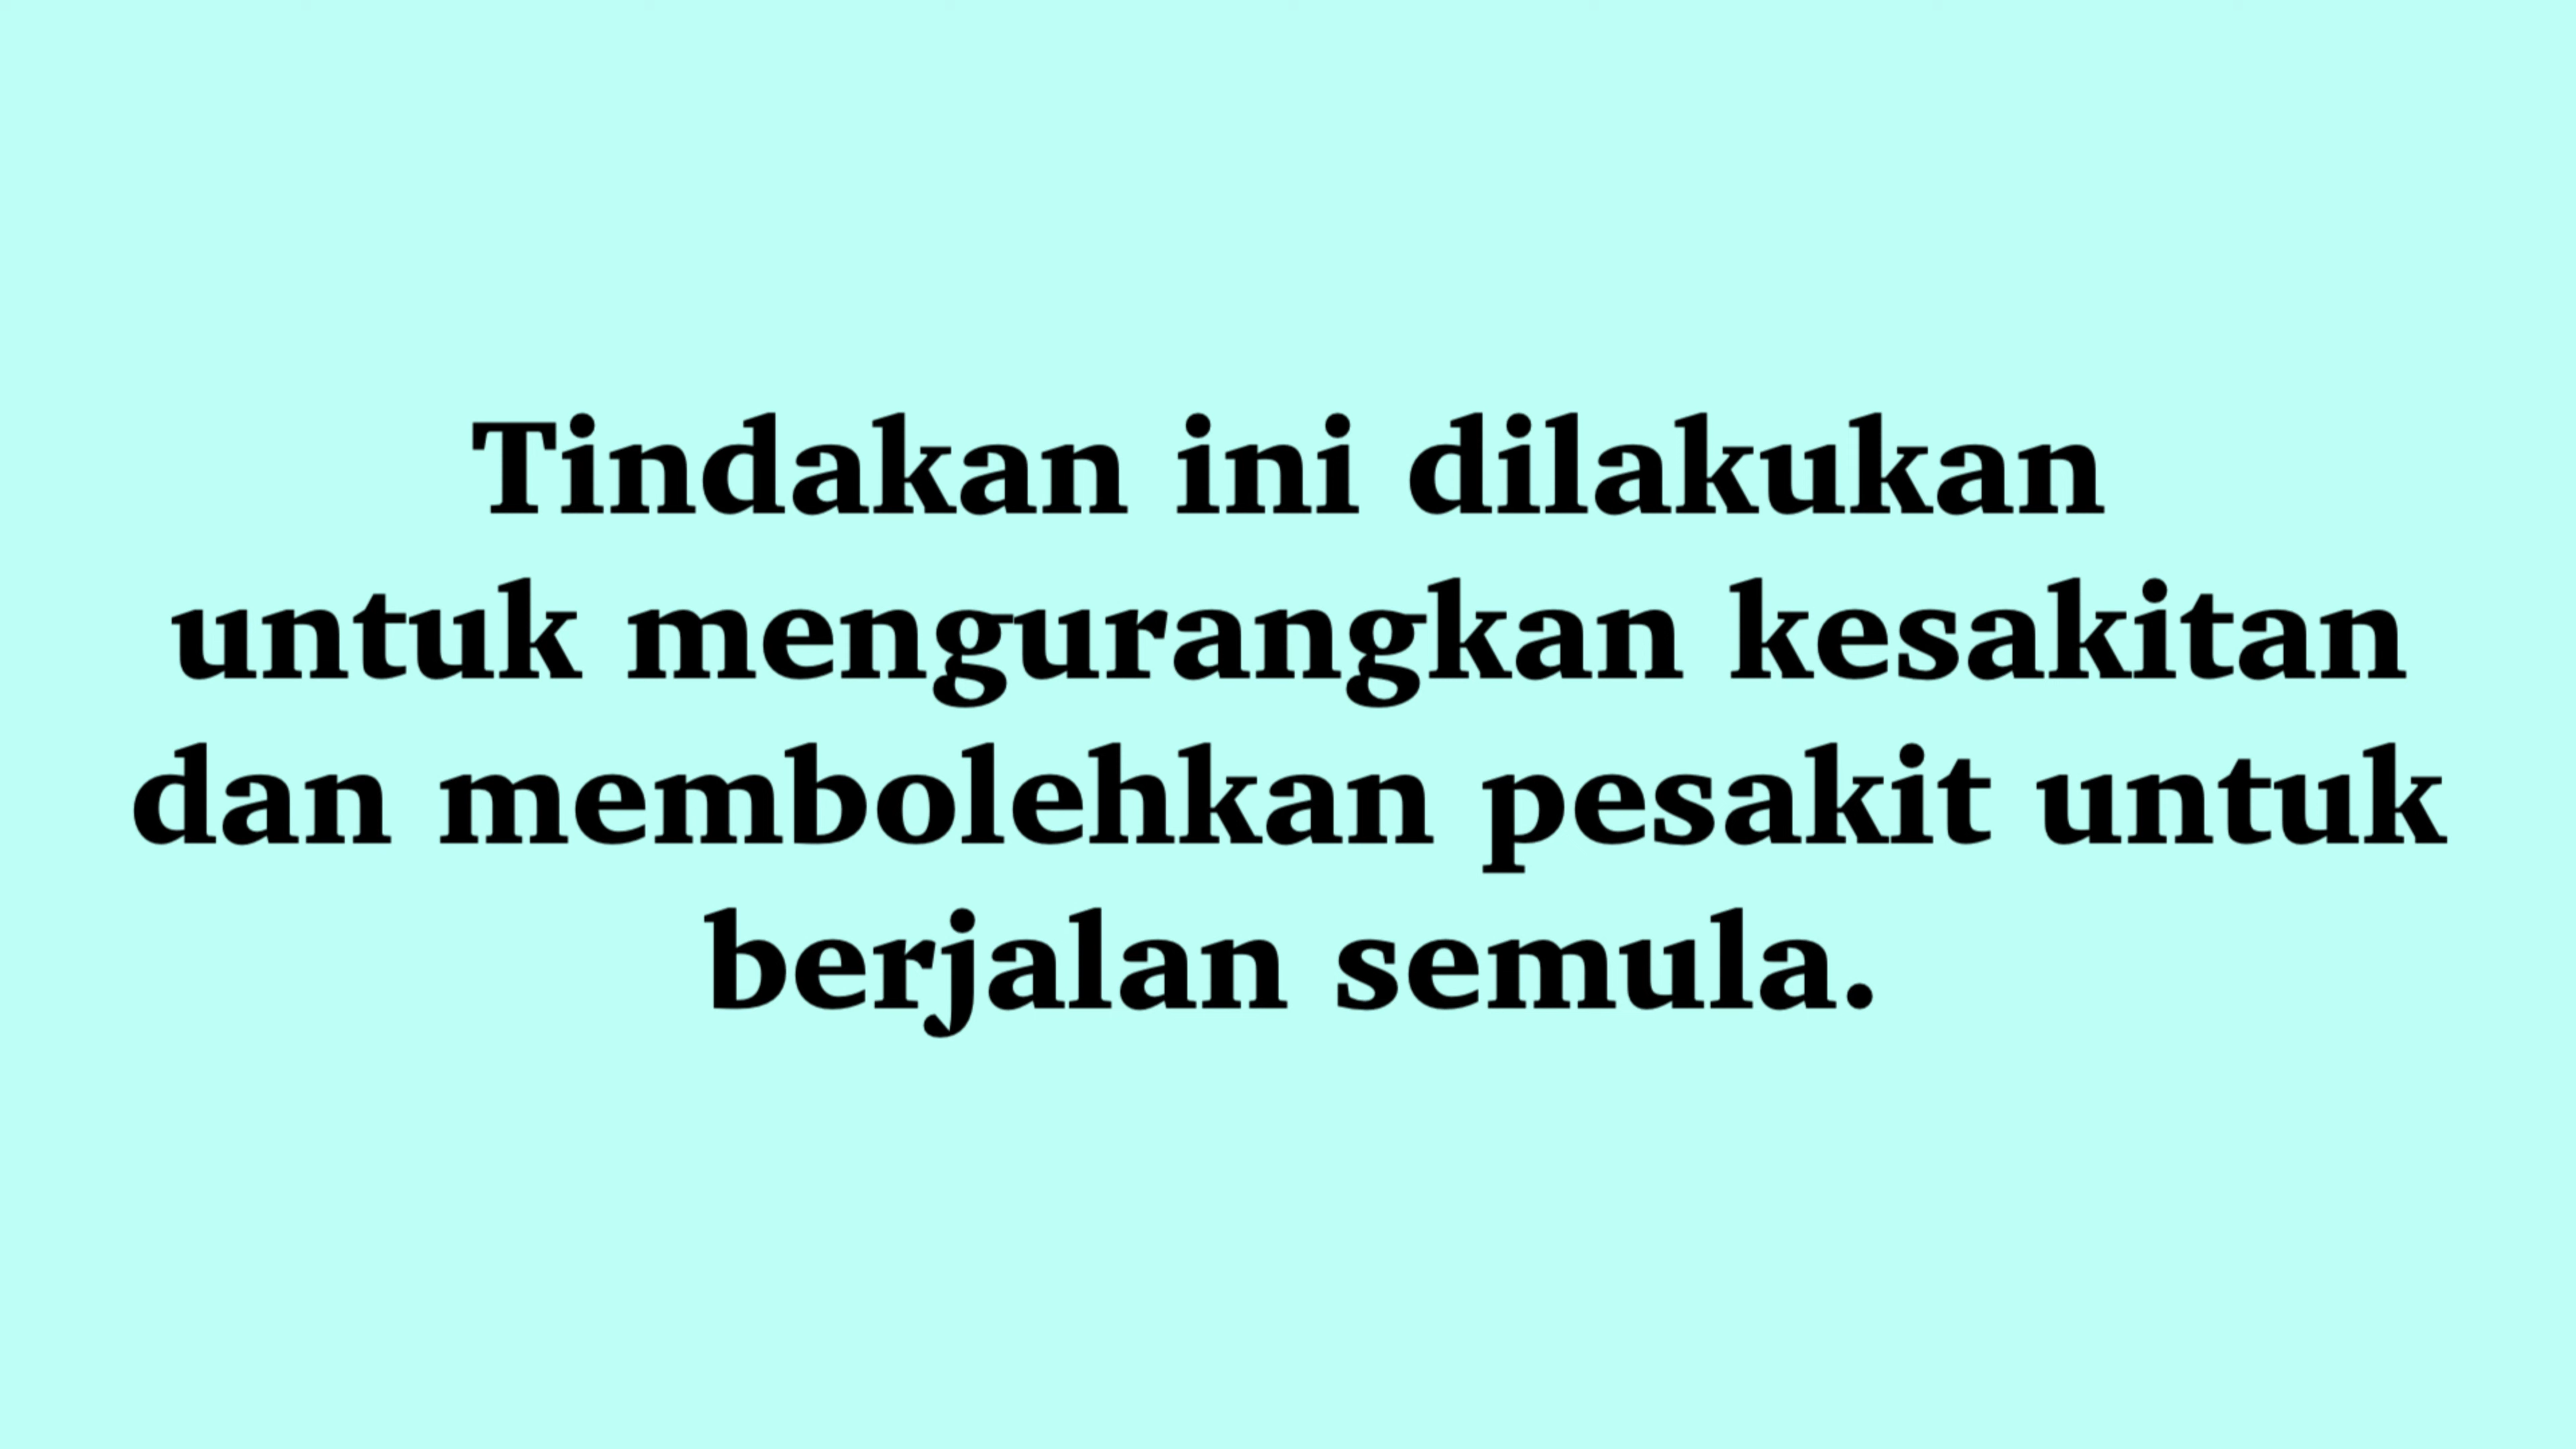 Tindakan ini dilakukan
untuk mengurangkan kesakitan
dan membolehkan pesakit untuk
berjalan semula.